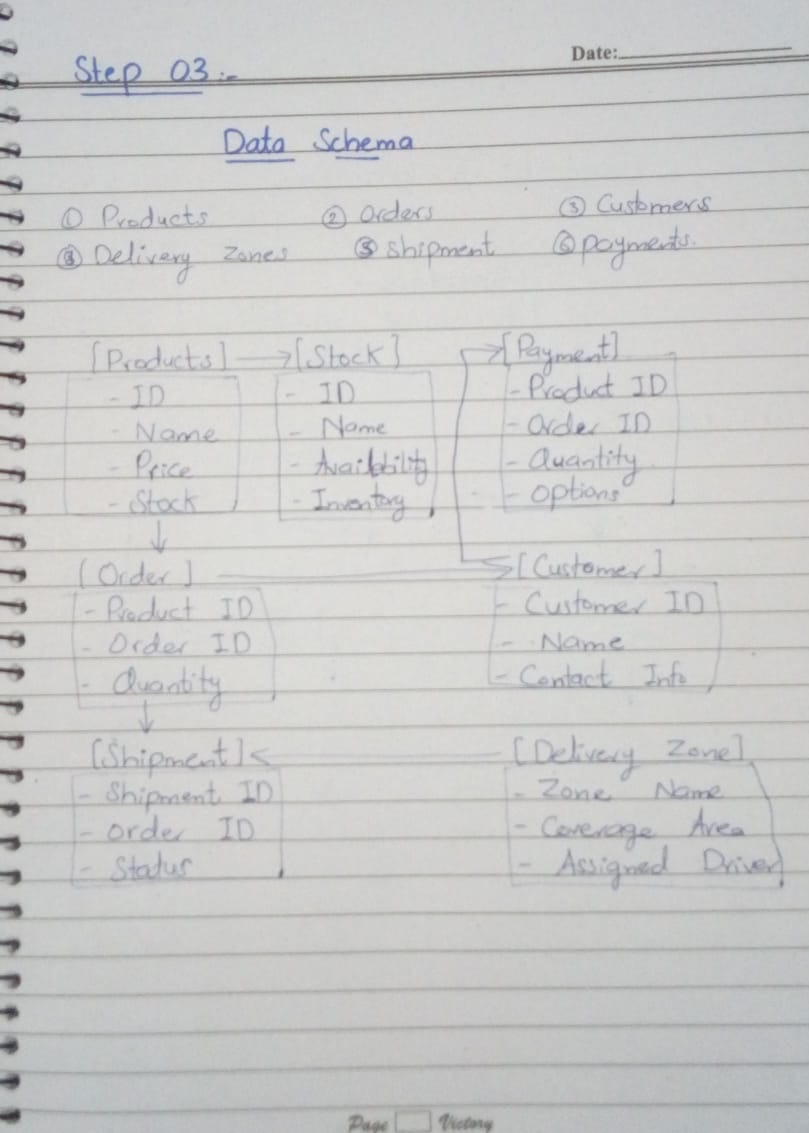 Date:
Step 03 :-
Data Schema
① Products ② Orders ③ Customers
④ Delivery Zones ⑤ Shipment ⑥ payments.
[Products] → [Stock] → [Payment]
- ID - ID - Product ID
- Name - Name - Order ID
- Price - Availability - Quantity
- Stock - Inventory - Options
[Order] → [Customer]
- Product ID - Customer ID
- Order ID - Name
- Quantity - Contact Info
[Shipment] < [Delivery Zone]
- Shipment ID - Zone Name
- order ID - Coverage Area
- Status - Assigned Driver
Page Victory